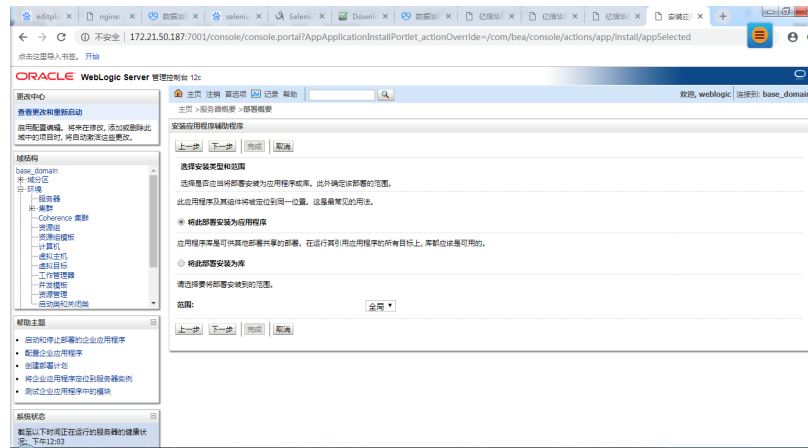 editplu
nginx
数据治
seleniu
Seleniu
Downl
数据治
亿信华
亿信华
亿信华
安装应
不安全 | 172.21.50.187:7001/console/console.portal?AppApplicationInstallPortlet_actionOverride=/com/bea/console/actions/app/install/appSelected
点击这里导入书签。 开始
ORACLE WebLogic Server 管理控制台 12c
更改中心
查看更改和重新启动
启用配置编辑。将来在修改, 添加或删除此域中的项目时, 将自动激活这些更改。
域结构
base_domain
域分区
环境
服务器
集群
Coherence 集群
资源组
资源组模板
计算机
虚拟主机
虚拟目标
工作管理器
并发模板
资源管理
启动类和关闭类
帮助主题
启动和停止部署的企业应用程序
配置企业应用程序
创建部署计划
将企业应用程序定位到服务器实例
测试企业应用程序中的模块
系统状态
截至以下时间正在运行的服务器的健康状况: 下午12:03
主页 注销 首选项 记录 帮助
欢迎, weblogic 连接到: base_domain
主页 >服务器概要 >部署概要
安装应用程序辅助程序
上一步 下一步 完成 取消
选择安装类型和范围
选择是否应当将部署安装为应用程序或库。此外确定该部署的范围。
此应用程序及其组件将被定位到同一位置。这是最常见的用法。
将此部署安装为应用程序
应用程序库是可供其他部署共享的部署。在运行其引用应用程序的所有目标上, 库都应该是可用的。
将此部署安装为库
请选择要将部署安装到的范围。
范围: 全局
上一步 下一步 完成 取消